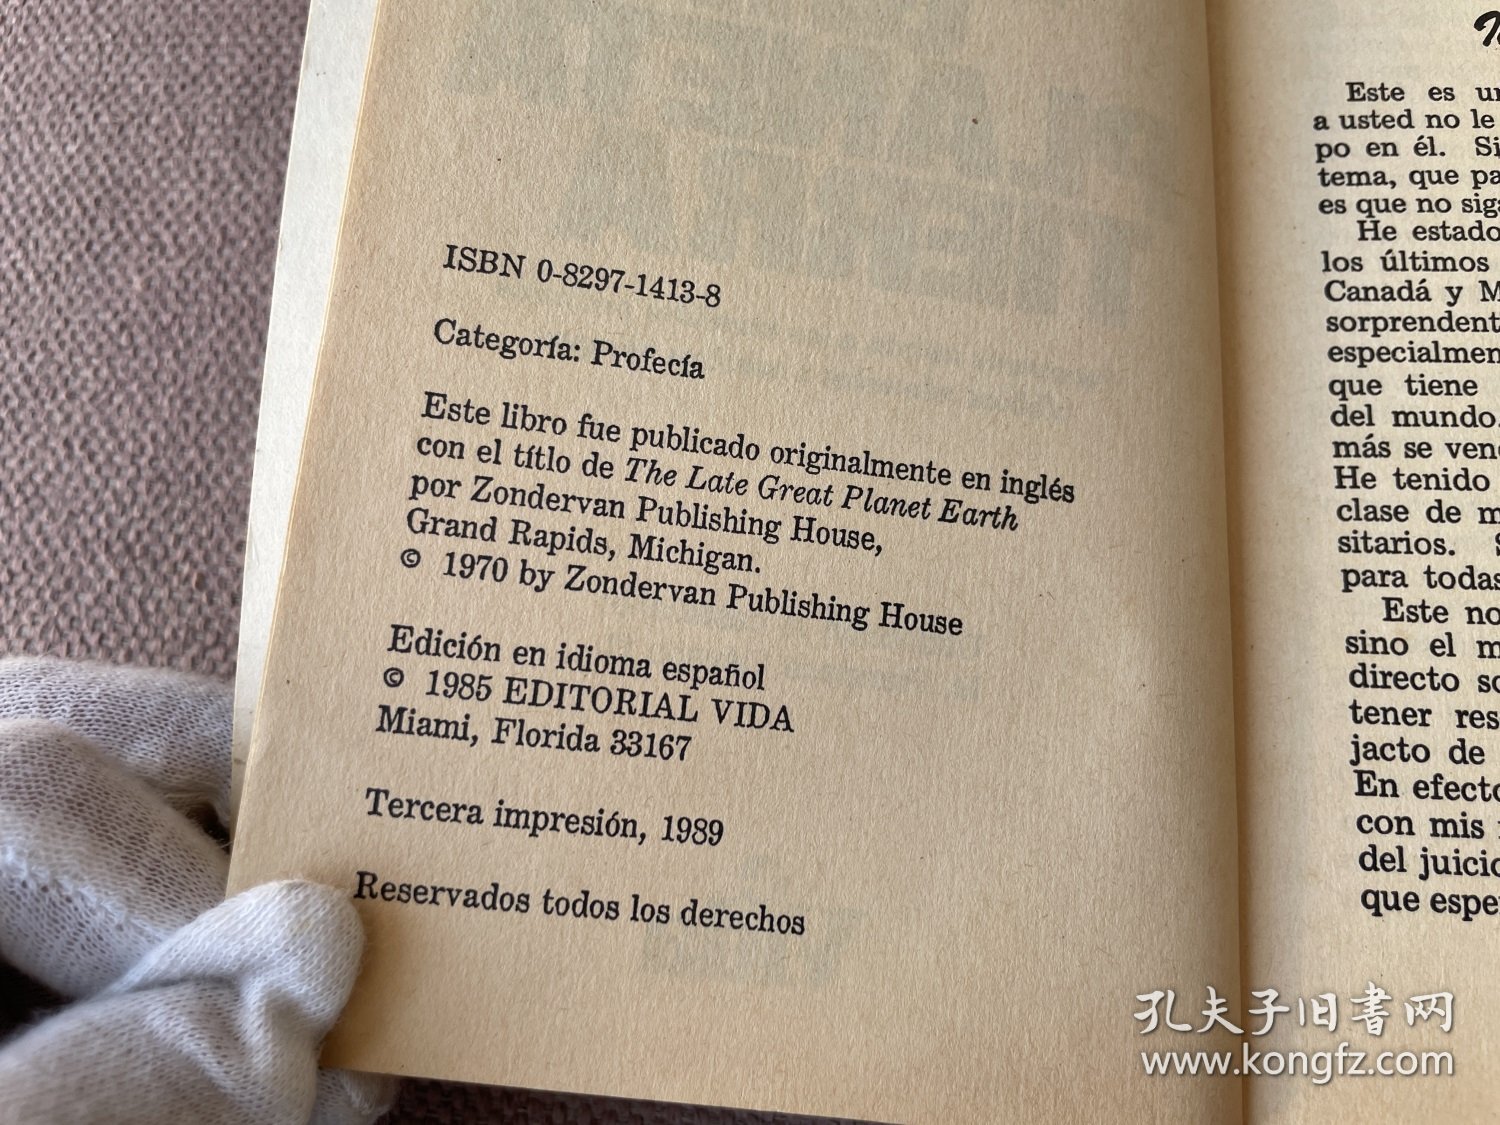 ISBN 0-8297-1413-8
Categoría: Profecía
Este libro fue publicado originalmente en inglés
con el títlo de The Late Great Planet Earth
por Zondervan Publishing House,
Grand Rapids, Michigan.
© 1970 by Zondervan Publishing House
Edición en idioma español
© 1985 EDITORIAL VIDA
Miami, Florida 33167
Tercera impresión, 1989
Reservados todos los derechos
Este es
a usted no le
po en él. Si
tema, que
es que no
He estado
los últimos
Canadá y
que tiene
del mundo.
más se
He tenido
clase de
sitarios.
para todas
Este no
sino el
directo
tener
jacto de
En
con mis
del
que
孔夫子旧书网
www.kongfz.com